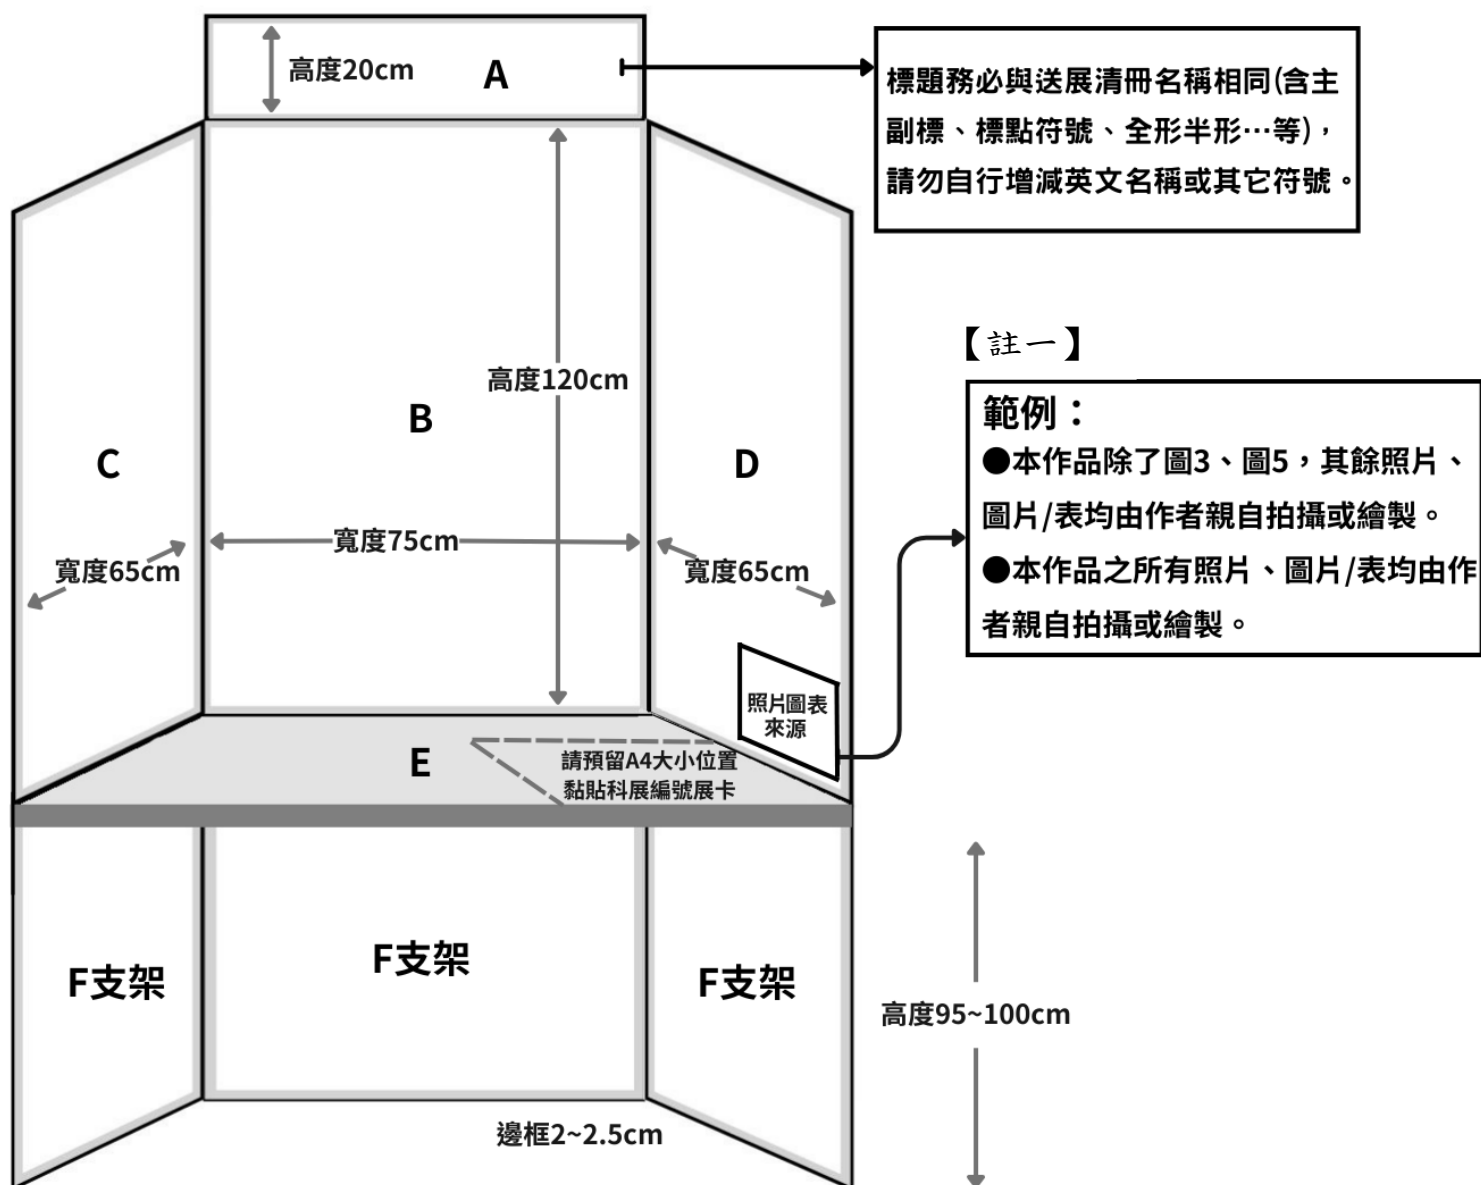 高度20cm
A
標題務必與送展清冊名稱相同(含主
副標、標點符號、全形半形…等)，
請勿自行增減英文名稱或其它符號。
高度120cm
B
C
D
【註一】
範例：
●本作品除了圖3、圖5，其餘照片、
圖片/表均由作者親自拍攝或繪製。
●本作品之所有照片、圖片/表均由作
者親自拍攝或繪製。
寬度65cm
寬度75cm
寬度65cm
照片圖表
來源
E
請預留A4大小位置
黏貼科展編號展卡
F支架
F支架
F支架
高度95~100cm
邊框2~2.5cm